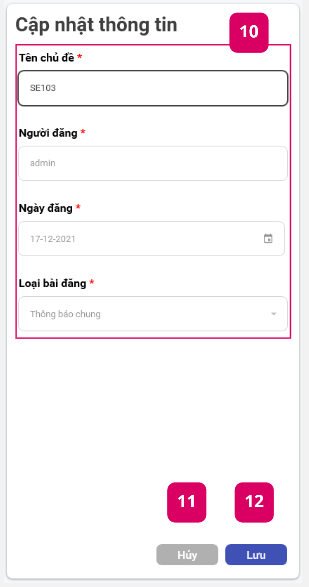 Cập nhật thông tin
10
Tên chủ đề *
SE103
Người đăng *
admin
Ngày đăng *
17-12-2021
Loại bài đăng *
Thông báo chung
11
12
Hủy
Lưu